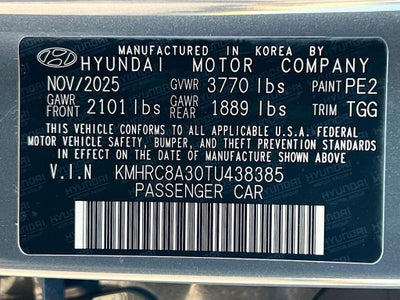 MANUFACTURED IN KOREA BY
HYUNDAI MOTOR COMPANY
NOV/2025 GVWR 3770 lbs PAINT PE2
GAWR FRONT 2101 lbs GAWR REAR 1889 lbs TRIM TGG
THIS VEHICLE CONFORMS TO ALL APPLICABLE U.S.A. FEDERAL
MOTOR VEHICLE SAFETY, BUMPER, AND THEFT PREVENTION
STANDARDS IN EFFECT ON THE DATE OF MANUFACTURE SHOWN ABOVE.
V.I.N KMHRC8A30TU438385
PASSENGER CAR